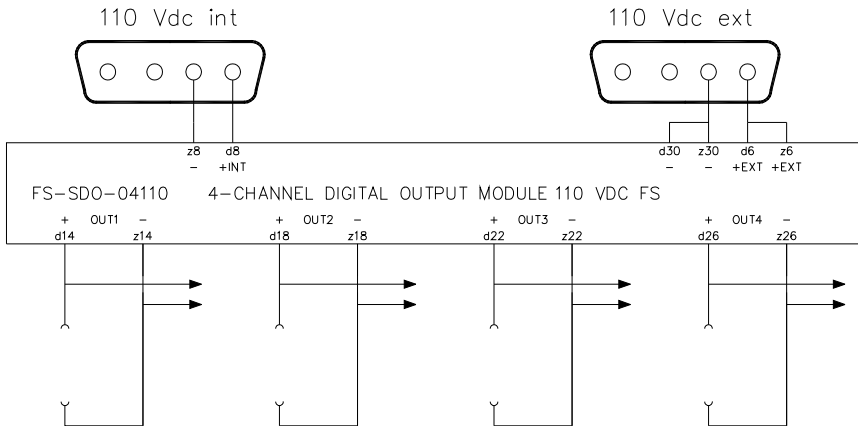 110 Vdc int 110 Vdc ext
z8 d8 d30 z30 d6 z6
− +INT − − +EXT +EXT
FS−SDO−04110 4−CHANNEL DIGITAL OUTPUT MODULE 110 VDC FS
+ OUT1 − + OUT2 − + OUT3 − + OUT4 −
d14 z14 d18 z18 d22 z22 d26 z26